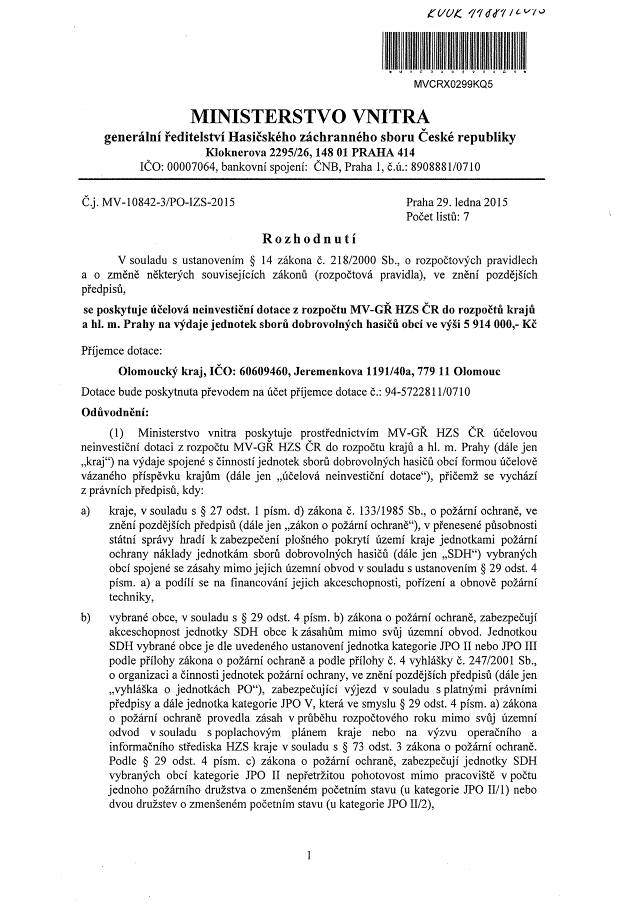 KUUK
MVCRX0299KQ5
MINISTERSTVO VNITRA
generální ředitelství Hasičského záchranného sboru České republiky
Kloknerova 2295/26, 148 01 PRAHA 414
IČO: 00007064, bankovní spojení: ČNB, Praha 1, č.ú.: 8908881/0710
Č.j. MV-10842-3/PO-IZS-2015
Praha 29. ledna 2015
Počet listů: 7
Rozhodnutí
V souladu s ustanovením § 14 zákona č. 218/2000 Sb., o rozpočtových pravidlech
a o změně některých souvisejících zákonů (rozpočtová pravidla), ve znění pozdějších
předpisů,
se poskytuje účelová neinvestiční dotace z rozpočtu MV-GŘ HZS ČR do rozpočtů krajů
a hl. m. Prahy na výdaje jednotek sborů dobrovolných hasičů obcí ve výši 5 914 000,- Kč
Příjemce dotace:
Olomoucký kraj, IČO: 60609460, Jeremenkova 1191/40a, 779 11 Olomouc
Dotace bude poskytnuta převodem na účet příjemce dotace č.: 94-5722811/0710
Odůvodnění:
(1) Ministerstvo vnitra poskytuje prostřednictvím MV-GŘ HZS ČR účelovou
neinvestiční dotaci z rozpočtu MV-GŘ HZS ČR do rozpočtu krajů a hl. m. Prahy (dále jen
„kraj") na výdaje spojené s činností jednotek sborů dobrovolných hasičů obcí formou účelově
vázaného příspěvku krajům (dále jen „účelová neinvestiční dotace"), přičemž se vychází
z právních předpisů, kdy:
a) kraje, v souladu s § 27 odst. 1 písm. d) zákona č. 133/1985 Sb., o požární ochraně, ve
znění pozdějších předpisů (dále jen „zákon o požární ochraně"), v přenesené působnosti
státní správy hradí k zabezpečení plošného pokrytí území kraje jednotkami požární
ochrany náklady jednotkám sborů dobrovolných hasičů (dále jen „SDH") vybraných
obcí spojené se zásahy mimo jejich územní obvod v souladu s ustanovením § 29 odst. 4
písm. a) a podílí se na financování jejich akceschopnosti, pořízení a obnově požární
techniky,
b) vybrané obce, v souladu s § 29 odst. 4 písm. b) zákona o požární ochraně, zabezpečují
akceschopnost jednotky SDH obce k zásahům mimo svůj územní obvod. Jednotkou
SDH vybrané obce je dle uvedeného ustanovení jednotka kategorie JPO II nebo JPO III
podle přílohy zákona o požární ochraně a podle přílohy č. 4 vyhlášky č. 247/2001 Sb.,
o organizaci a činnosti jednotek požární ochrany, ve znění pozdějších předpisů (dále jen
„vyhláška o jednotkách PO"), zabezpečující výjezd v souladu s platnými právními
předpisy a dále jednotka kategorie JPO V, která ve smyslu § 29 odst. 4 písm. a) zákona
o požární ochraně provedla zásah v průběhu rozpočtového roku mimo svůj územní
odvod v souladu s poplachovým plánem kraje nebo na výzvu operačního a
informačního střediska HZS kraje v souladu s § 73 odst. 3 zákona o požární ochraně.
Podle § 29 odst. 4 písm. c) zákona o požární ochraně, zabezpečují jednotky SDH
vybraných obcí kategorie JPO II nepřetržitou pohotovost mimo pracoviště v počtu
jednoho požárního družstva o zmenšeném početním stavu (u kategorie JPO II/1) nebo
dvou družstev o zmenšeném početním stavu (u kategorie JPO II/2),
1